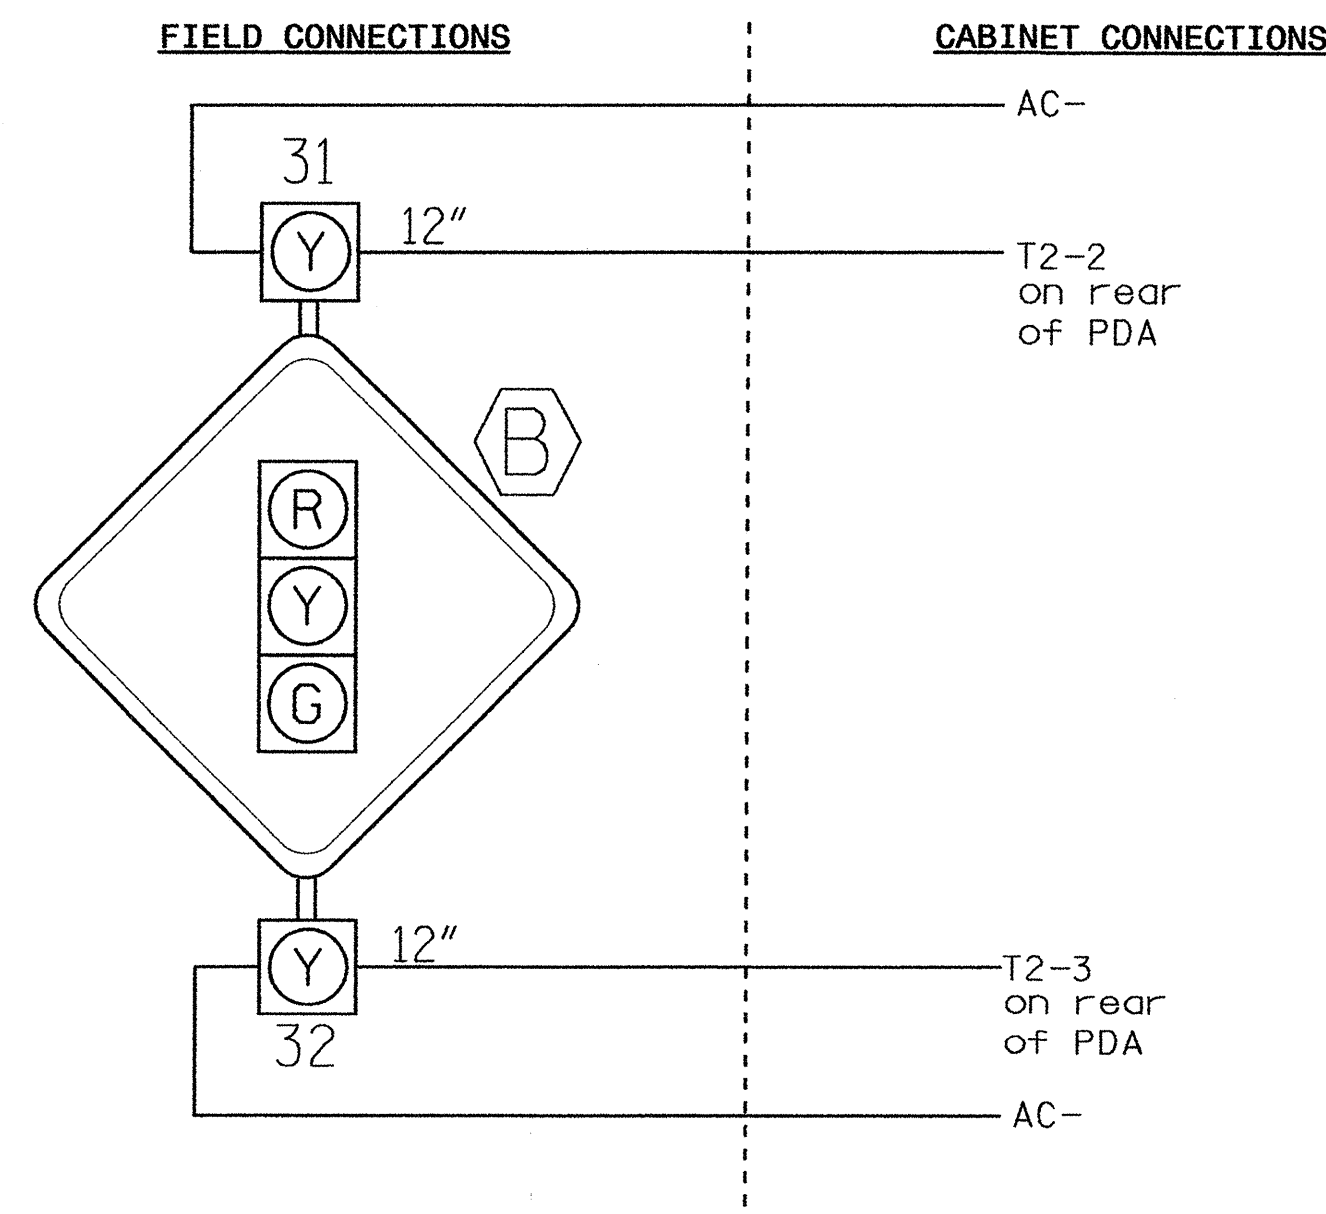 FIELD CONNECTIONS
CABINET CONNECTIONS
AC-
31
Y
12"
T2-2
on rear
of PDA
B
R
Y
G
12"
Y
T2-3
on rear
of PDA
32
AC-